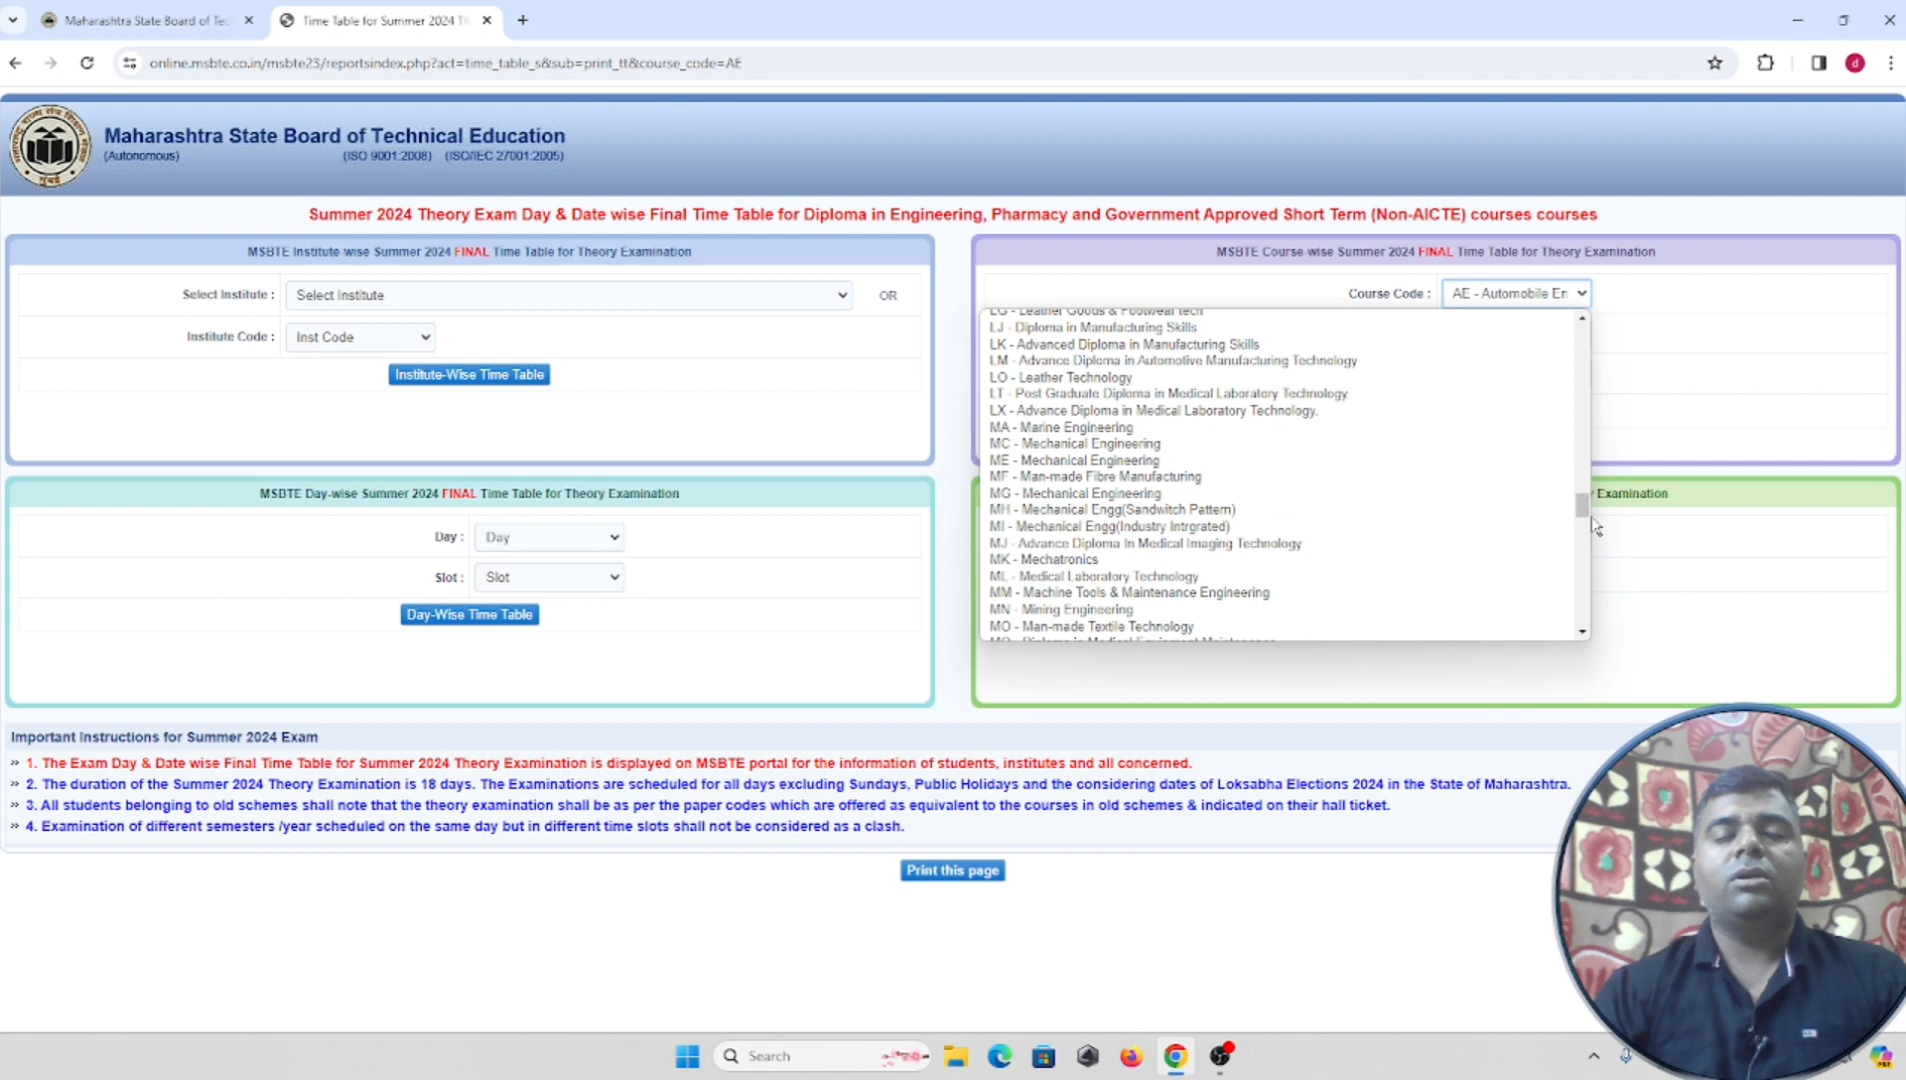 Maharashtra State Board of Tec
Time Table for Summer 2024 Th
online.msbte.co.in/msbte23/reportsindex.php?act=time_table_s&sub=print_tt&course_code=AE
d
Maharashtra State Board of Technical Education
(Autonomous) (ISO 9001:2008) (ISO/IEC 27001:2005)
Summer 2024 Theory Exam Day & Date wise Final Time Table for Diploma in Engineering, Pharmacy and Government Approved Short Term (Non-AICTE) courses courses
MSBTE Institute-wise Summer 2024 FINAL Time Table for Theory Examination
Select Institute : Select Institute OR
Institute Code : Inst Code
Institute-Wise Time Table
MSBTE Course-wise Summer 2024 FINAL Time Table for Theory Examination
Course Code : AE - Automobile En
LG - Leather Goods & Footwear tech
LJ - Diploma in Manufacturing Skills
LK - Advanced Diploma in Manufacturing Skills
LM - Advance Diploma in Automotive Manufacturing Technology
LO - Leather Technology
LT - Post Graduate Diploma in Medical Laboratory Technology
LX - Advance Diploma in Medical Laboratory Technology.
MA - Marine Engineering
MC - Mechanical Engineering
ME - Mechanical Engineering
MF - Man-made Fibre Manufacturing
MG - Mechanical Engineering
MH - Mechanical Engg(Sandwitch Pattern)
MI - Mechanical Engg(Industry Intrgrated)
MJ - Advance Diploma In Medical Imaging Technology
MK - Mechatronics
ML - Medical Laboratory Technology
MM - Machine Tools & Maintenance Engineering
MN - Mining Engineering
MO - Man-made Textile Technology
MSBTE Day-wise Summer 2024 FINAL Time Table for Theory Examination
Day : Day
Slot : Slot
Day-Wise Time Table
Examination
Important Instructions for Summer 2024 Exam
» 1. The Exam Day & Date wise Final Time Table for Summer 2024 Theory Examination is displayed on MSBTE portal for the information of students, institutes and all concerned.
» 2. The duration of the Summer 2024 Theory Examination is 18 days. The Examinations are scheduled for all days excluding Sundays, Public Holidays and the considering dates of Loksabha Elections 2024 in the State of Maharashtra.
» 3. All students belonging to old schemes shall note that the theory examination shall be as per the paper codes which are offered as equivalent to the courses in old schemes & indicated on their hall ticket.
» 4. Examination of different semesters /year scheduled on the same day but in different time slots shall not be considered as a clash.
Print this page
Search